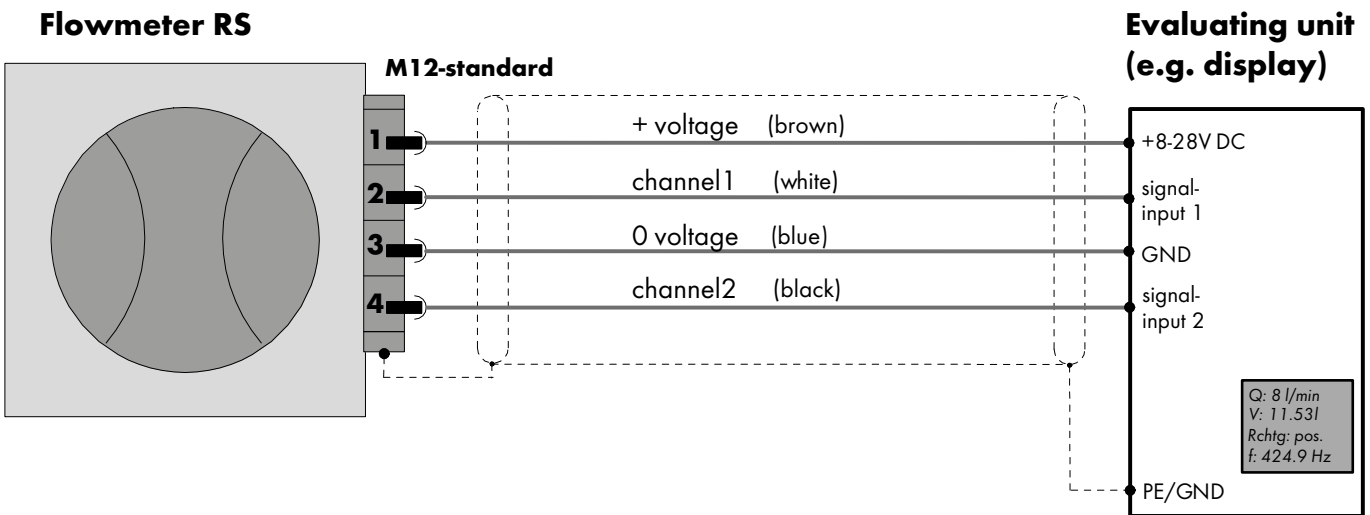 Flowmeter RS
Evaluating unit
(e.g. display)
M12-standard
1
+ voltage (brown)
+8-28V DC
2
channel1 (white)
signal-
input 1
3
0 voltage (blue)
GND
4
channel2 (black)
signal-
input 2
Q: 8 l/min
V: 11.53l
Rchtg: pos.
f: 424.9 Hz
PE/GND